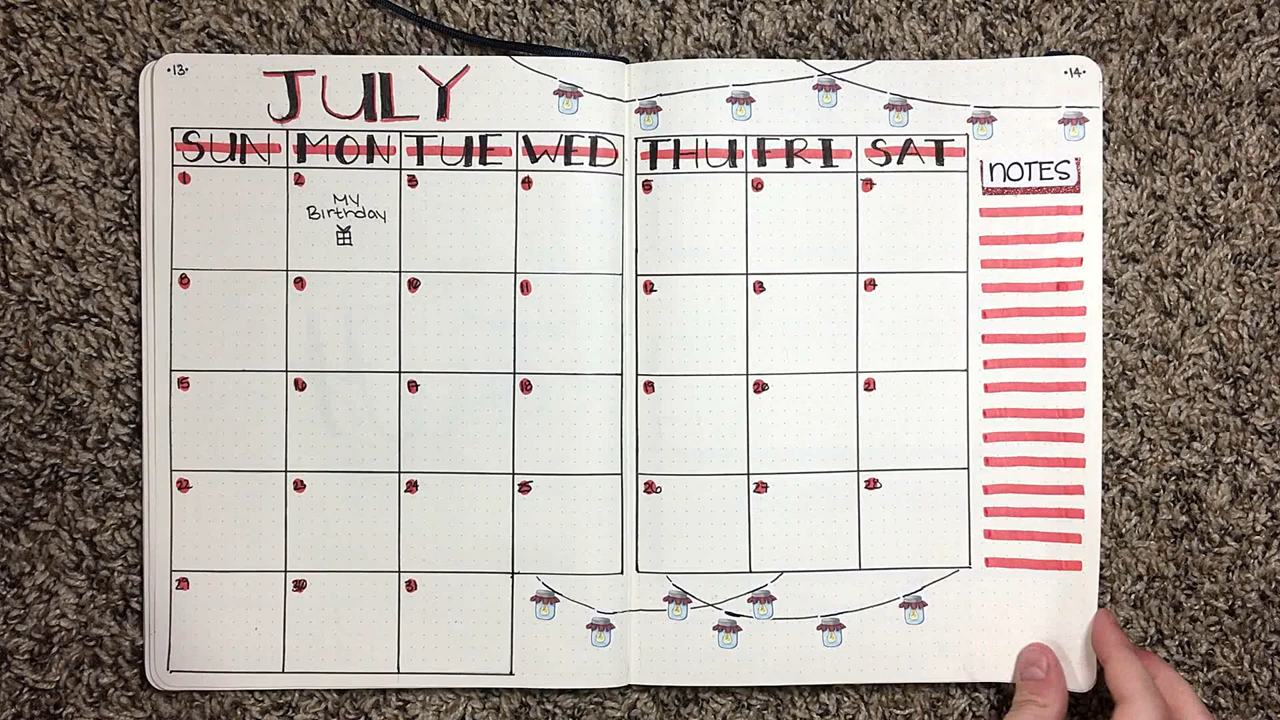 •13•
JULY
•14•
SUN MON TUE WED THU FRI SAT
NOTES
1 2 3 4 5 6 7
My
Birthday
8 9 10 11 12 13 14
15 16 17 18 19 20 21
22 23 24 25 26 27 28
29 30 31